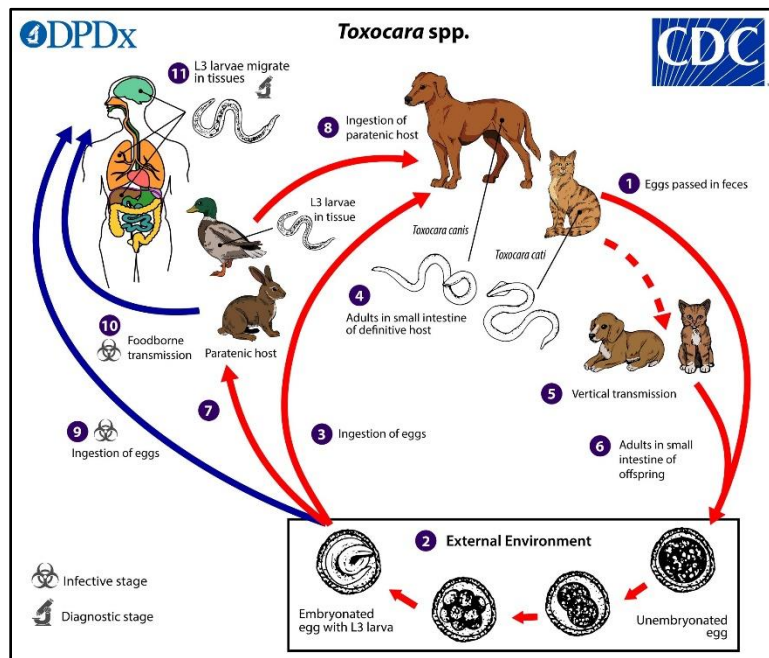 DPDx
Toxocara spp.
CDC
11 L3 larvae migrate
in tissues
8 Ingestion of
paratenic host
1 Eggs passed in feces
L3 larvae
in tissue
Toxocara canis
Toxocara cati
4
Adults in small intestine
of definitive host
10
Foodborne
transmission
Paratenic host
5 Vertical transmission
7
3 Ingestion of eggs
9
Ingestion of eggs
6 Adults in small
intestine of
offspring
2 External Environment
Infective stage
Diagnostic stage
Embryonated
egg with L3 larva
Unembryonated
egg